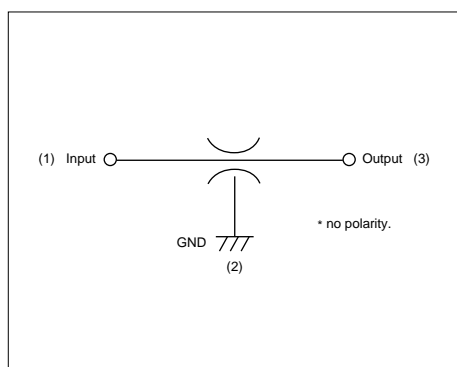 (1) Input Output (3)
* no polarity.
GND
(2)